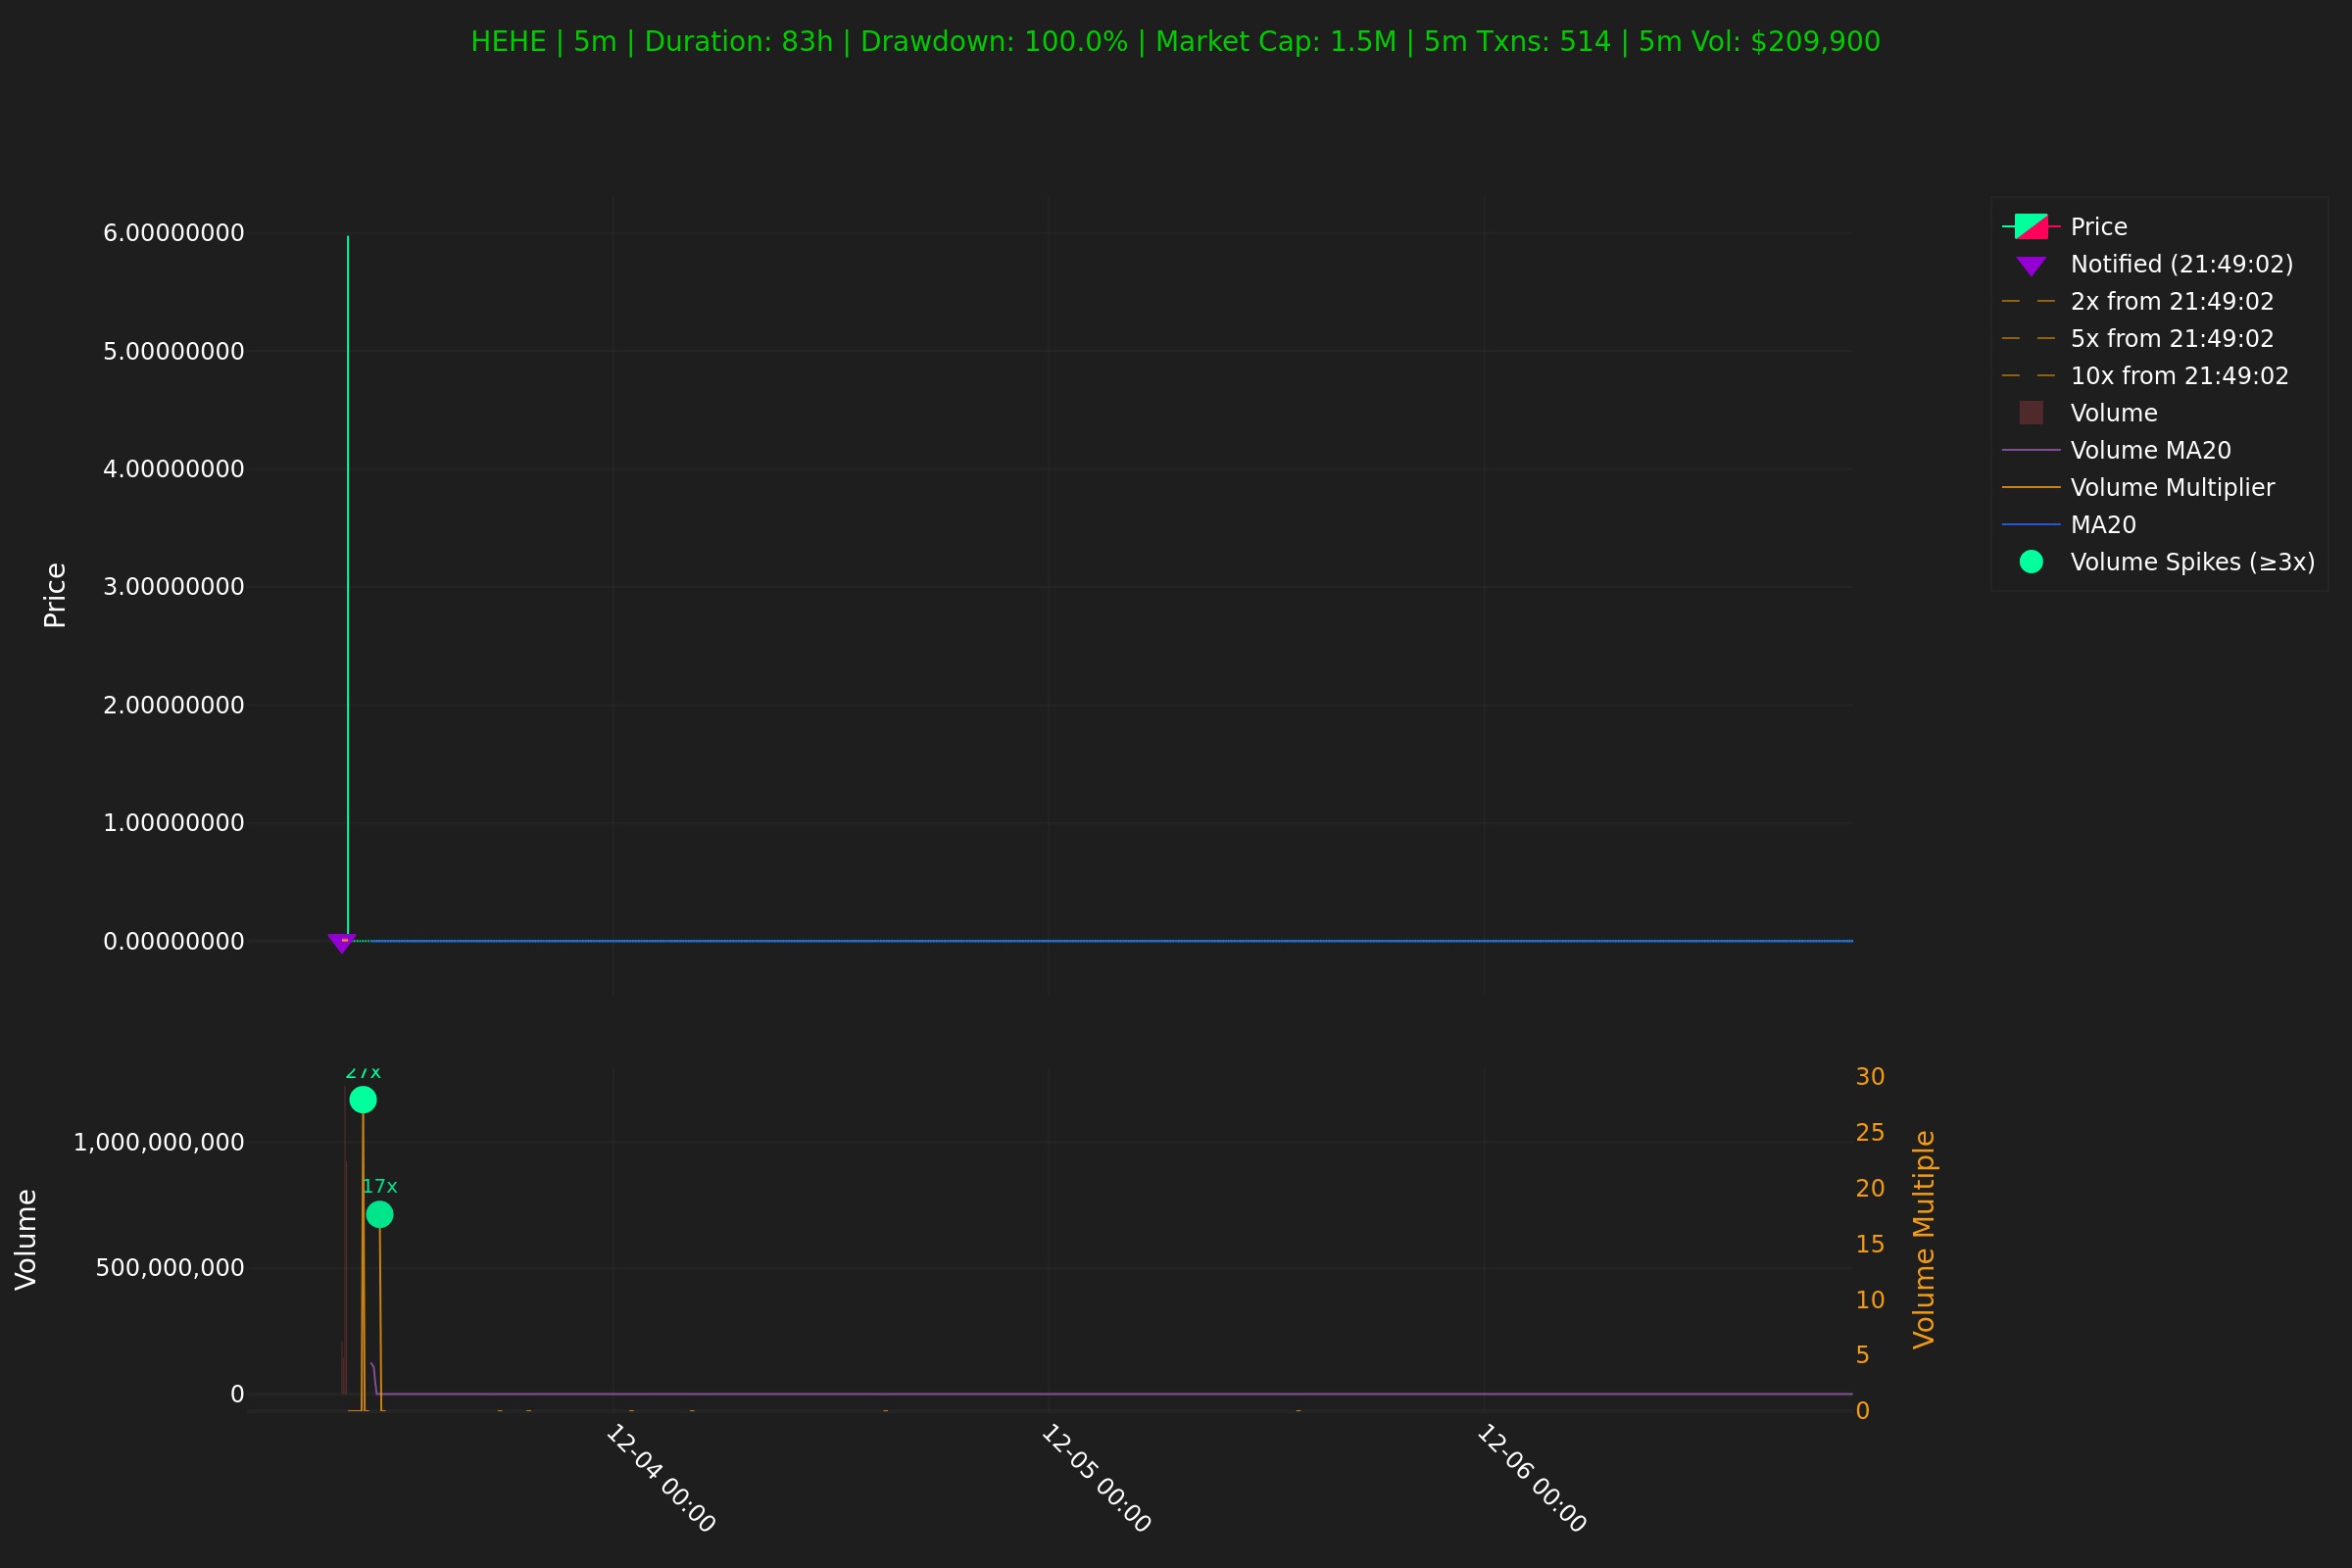 HEHE | 5m | Duration: 83h | Drawdown: 100.0% | Market Cap: 1.5M | 5m Txns: 514 | 5m Vol: $209,900
6.00000000
5.00000000
4.00000000
3.00000000
2.00000000
1.00000000
0.00000000
Price
Price
Notified (21:49:02)
2x from 21:49:02
5x from 21:49:02
10x from 21:49:02
Volume
Volume MA20
Volume Multiplier
MA20
Volume Spikes (≥3x)
27x
17x
1,000,000,000
500,000,000
0
Volume
30
25
20
15
10
5
0
Volume Multiple
12-04 00:00
12-05 00:00
12-06 00:00